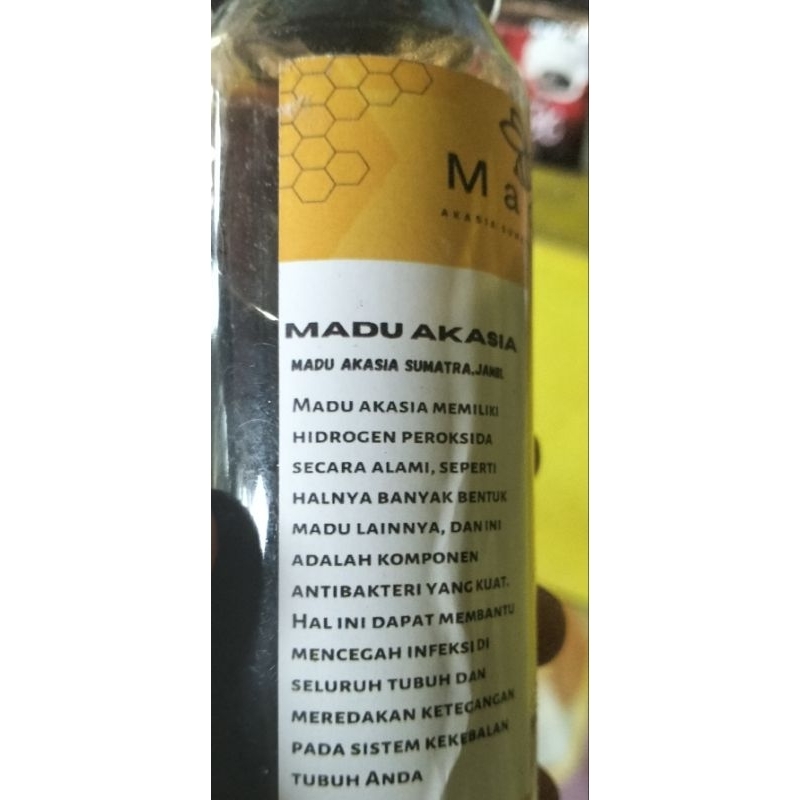 Ma
AKASIA
MADU AKASIA
MADU AKASIA SUMATRA.JAMBI.
MADU AKASIA MEMILIKI
HIDROGEN PEROKSIDA
SECARA ALAMI, SEPERTI
HALNYA BANYAK BENTUK
MADU LAINNYA, DAN INI
ADALAH KOMPONEN
ANTIBAKTERI YANG KUAT.
HAL INI DAPAT MEMBANTU
MENCEGAH INFEKSI DI
SELURUH TUBUH DAN
MEREDAKAN KETEGANGAN
PADA SISTEM KEKEBALAN
TUBUH ANDA